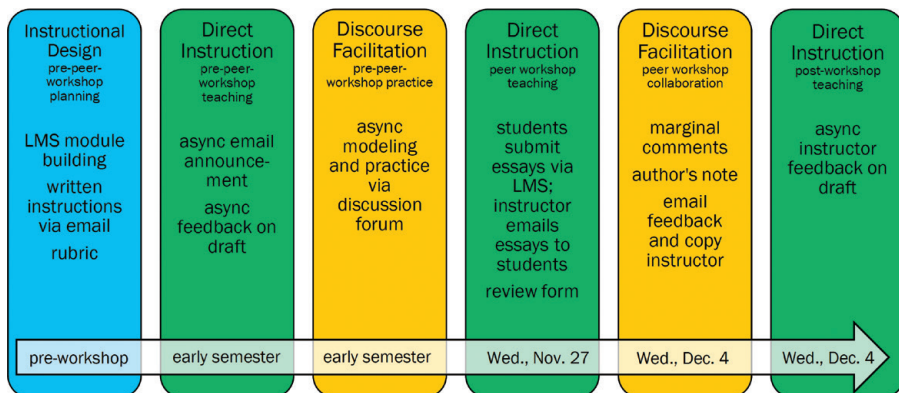 Instructional
Design
pre-peer-
workshop
planning
LMS module
building
written
instructions
via email
rubric
pre-workshop
Direct
Instruction
pre-peer-
workshop
teaching
async email
announce-
ment
async
feedback on
draft
early semester
Discourse
Facilitation
pre-peer-
workshop practice
async
modeling
and practice
via
discussion
forum
early semester
Direct
Instruction
peer workshop
teaching
students
submit
essays via
LMS;
instructor
emails
essays to
students
review form
Wed., Nov. 27
Discourse
Facilitation
peer workshop
collaboration
marginal
comments
author's note
email
feedback
and copy
instructor
Wed., Dec. 4
Direct
Instruction
post-workshop
teaching
async
instructor
feedback on
draft
Wed., Dec. 4